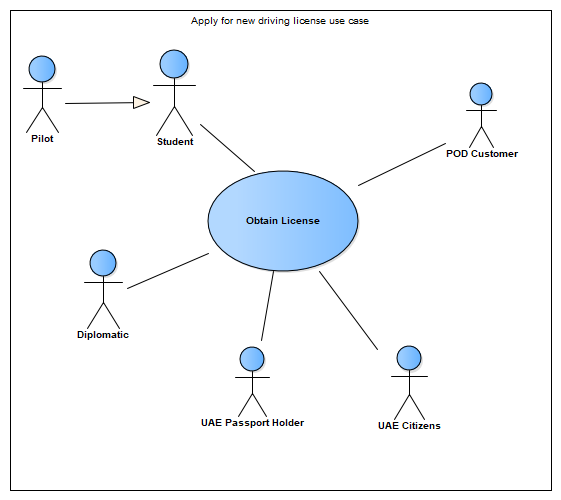 Apply for new driving license use case
Pilot
Student
POD Customer
Obtain License
Diplomatic
UAE Passport Holder
UAE Citizens